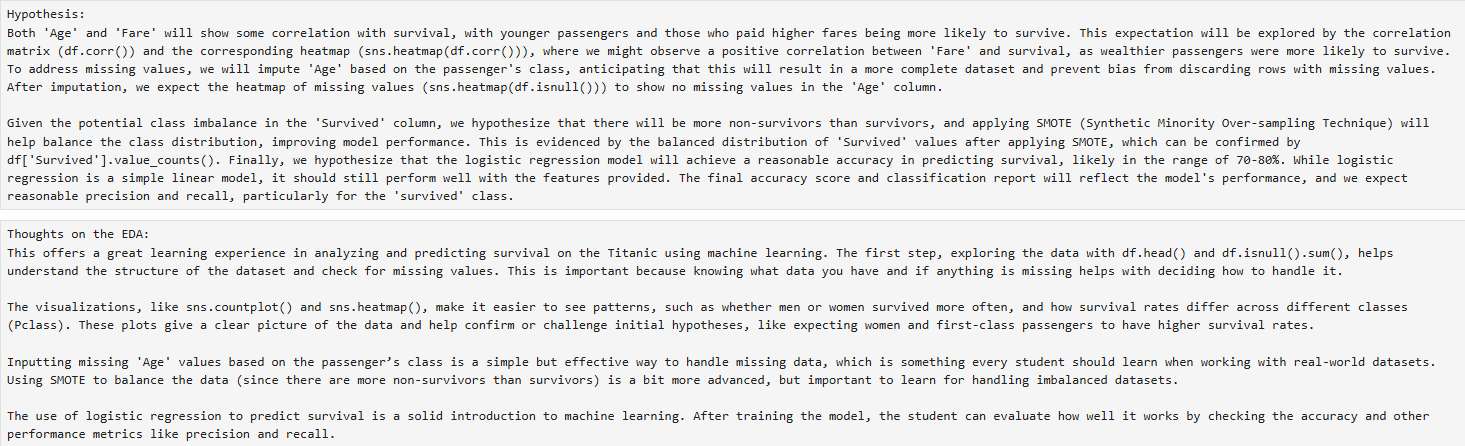 Hypothesis:
Both 'Age' and 'Fare' will show some correlation with survival, with younger passengers and those who paid higher fares being more likely to survive. This expectation will be explored by the correlation
matrix (df.corr()) and the corresponding heatmap (sns.heatmap(df.corr())), where we might observe a positive correlation between 'Fare' and survival, as wealthier passengers were more likely to survive.
To address missing values, we will impute 'Age' based on the passenger's class, anticipating that this will result in a more complete dataset and prevent bias from discarding rows with missing values.
After imputation, we expect the heatmap of missing values (sns.heatmap(df.isnull())) to show no missing values in the 'Age' column.
Given the potential class imbalance in the 'Survived' column, we hypothesize that there will be more non-survivors than survivors, and applying SMOTE (Synthetic Minority Over-sampling Technique) will
help balance the class distribution, improving model performance. This is evidenced by the balanced distribution of 'Survived' values after applying SMOTE, which can be confirmed by
df['Survived'].value_counts(). Finally, we hypothesize that the logistic regression model will achieve a reasonable accuracy in predicting survival, likely in the range of 70-80%. While logistic
regression is a simple linear model, it should still perform well with the features provided. The final accuracy score and classification report will reflect the model's performance, and we expect
reasonable precision and recall, particularly for the 'survived' class.
Thoughts on the EDA:
This offers a great learning experience in analyzing and predicting survival on the Titanic using machine learning. The first step, exploring the data with df.head() and df.isnull().sum(), helps
understand the structure of the dataset and check for missing values. This is important because knowing what data you have and if anything is missing helps with deciding how to handle it.
The visualizations, like sns.countplot() and sns.heatmap(), make it easier to see patterns, such as whether men or women survived more often, and how survival rates differ across different classes
(Pclass). These plots give a clear picture of the data and help confirm or challenge initial hypotheses, like expecting women and first-class passengers to have higher survival rates.
Inputting missing 'Age' values based on the passenger’s class is a simple but effective way to handle missing data, which is something every student should learn when working with real-world datasets.
Using SMOTE to balance the data (since there are more non-survivors than survivors) is a bit more advanced, but important to learn for handling imbalanced datasets.
The use of logistic regression to predict survival is a solid introduction to machine learning. After training the model, the student can evaluate how well it works by checking the accuracy and other
performance metrics like precision and recall.